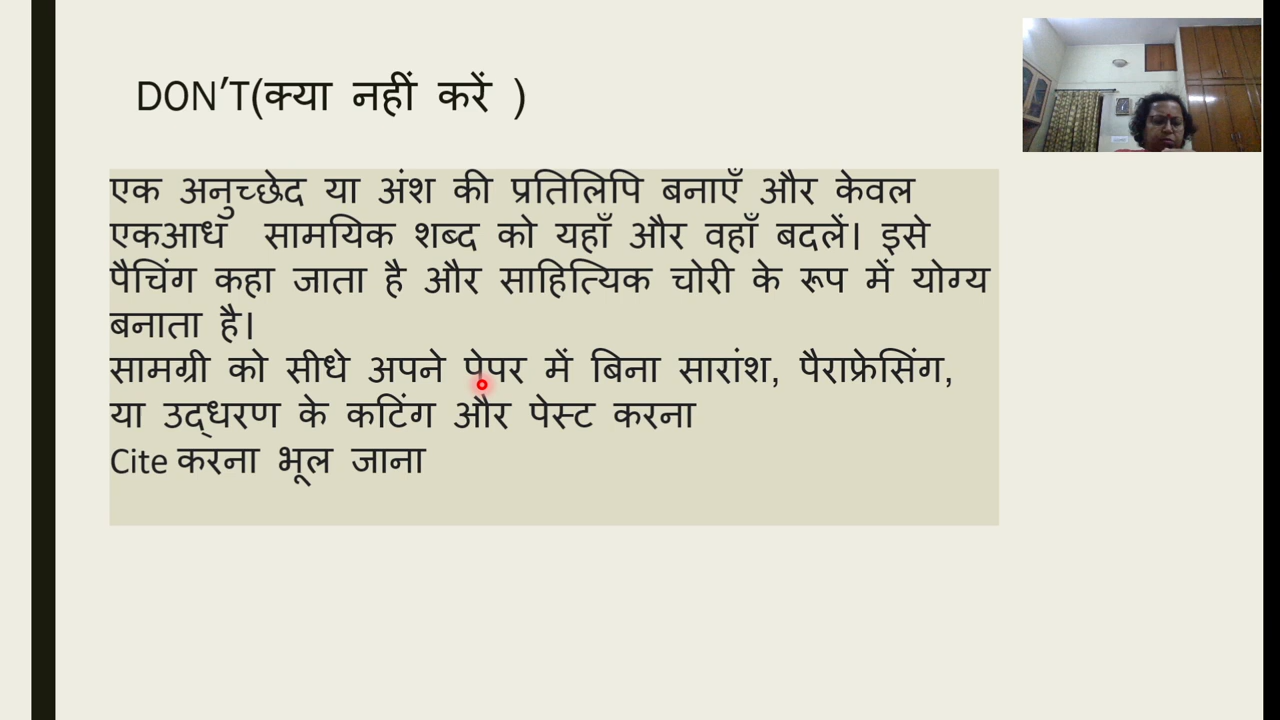 DON'T(क्या नहीं करें )
एक अनुच्छेद या अंश की प्रतिलिपि बनाएँ और केवल
एकआध सामयिक शब्द को यहाँ और वहाँ बदलें। इसे
पैचिंग कहा जाता है और साहित्यिक चोरी के रूप में योग्य
बनाता है।
सामग्री को सीधे अपने पेपर में बिना सारांश, पैराफ्रेसिंग,
या उद्धरण के कटिंग और पेस्ट करना
Cite करना भूल जाना